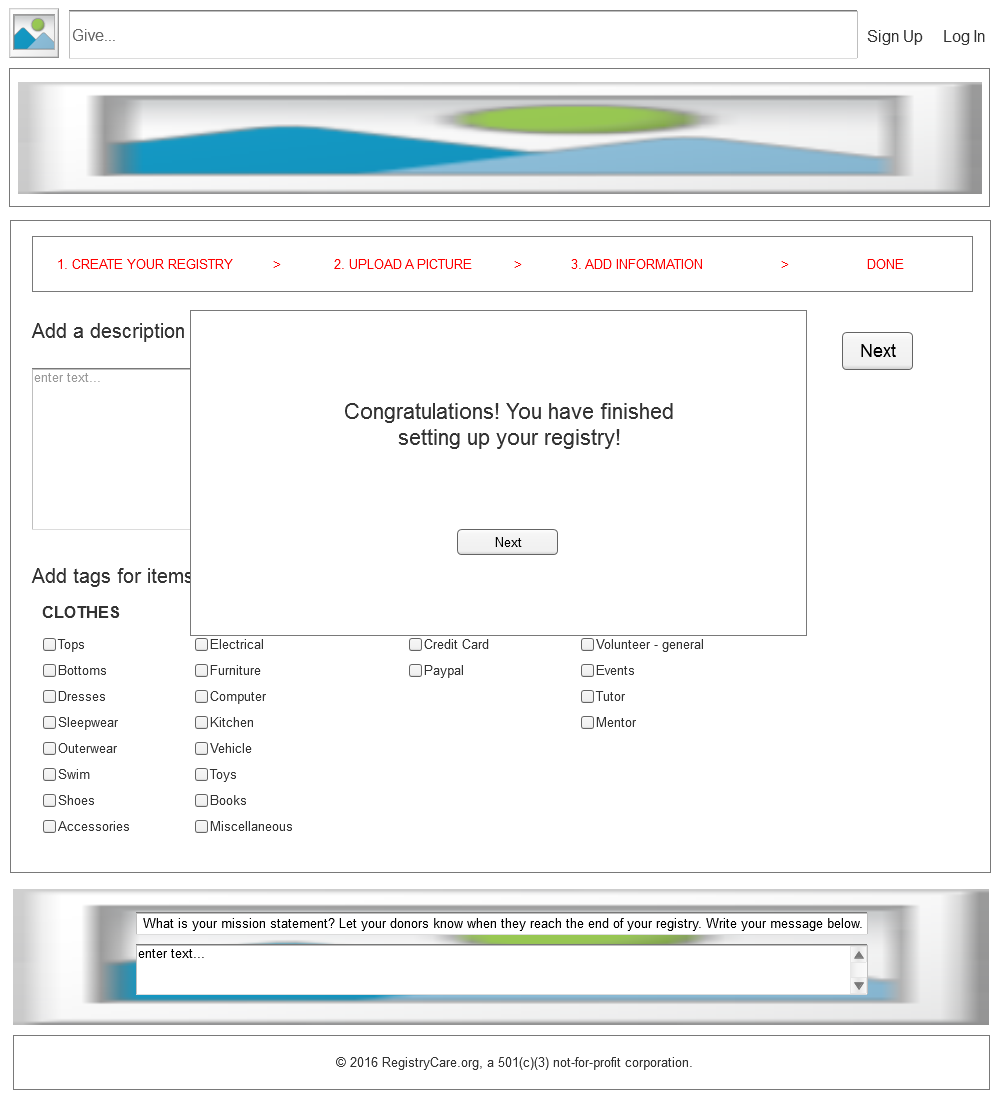 Give...
Sign Up
Log In
1. CREATE YOUR REGISTRY > 2. UPLOAD A PICTURE > 3. ADD INFORMATION > DONE
Add a description
Next
enter text...
Congratulations! You have finished
setting up your registry!
Next
Add tags for items
CLOTHES
Tops
Bottoms
Dresses
Sleepwear
Outerwear
Swim
Shoes
Accessories
Electrical
Furniture
Computer
Kitchen
Vehicle
Toys
Books
Miscellaneous
Credit Card
Paypal
Volunteer - general
Events
Tutor
Mentor
What is your mission statement? Let your donors know when they reach the end of your registry. Write your message below.
enter text...
© 2016 RegistryCare.org, a 501(c)(3) not-for-profit corporation.